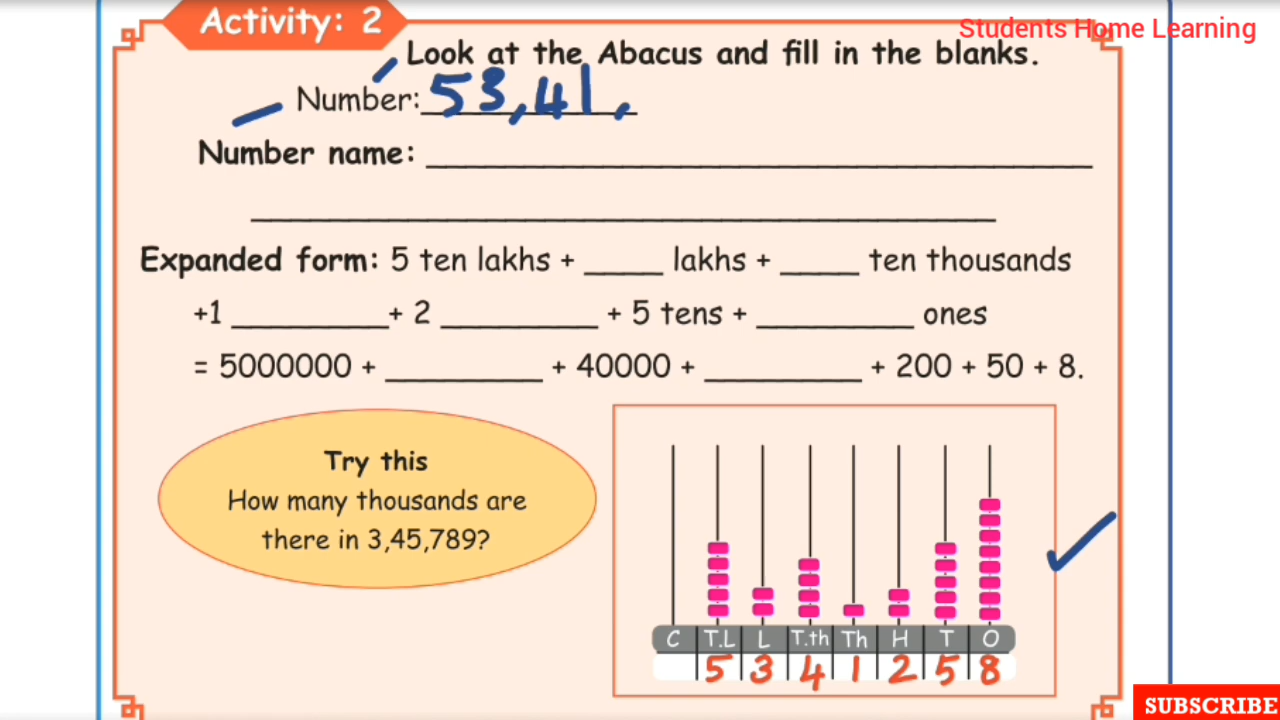 Activity: 2
Students Home Learning
Look at the Abacus and fill in the blanks.
Number: 53,41,
Number name: ____________
____________
Expanded form: 5 ten lakhs + ____ lakhs + ____ ten thousands
+1 ________+ 2 ________ + 5 tens + ________ ones
= 5000000 + ________ + 40000 + ________ + 200 + 50 + 8.
Try this
How many thousands are
there in 3,45,789?
C T.L L T.th Th H T O
5 3 4 1 2 5 8
SUBSCRIBE